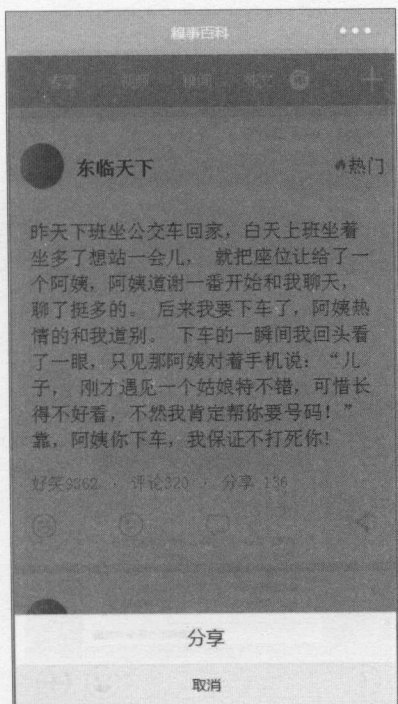 糗事百科
专享 视频 纯文
东临天下 热门
昨天下班坐公交车回家，白天上班坐着
坐多了想站一会儿， 就把座位让给了一
个阿姨，阿姨道谢一番开始和我聊天，
聊了挺多的。 后来我要下车了，阿姨热
情的和我道别。 下车的一瞬间我回头看
了一眼，只见那阿姨对着手机说：“儿
子， 刚才遇见一个姑娘特不错，可惜长
得不好看，不然我肯定帮你要号码！”
靠，阿姨你下车，我保证不打死你!
好笑9362 · 评论320 · 分享 136
分享
取消